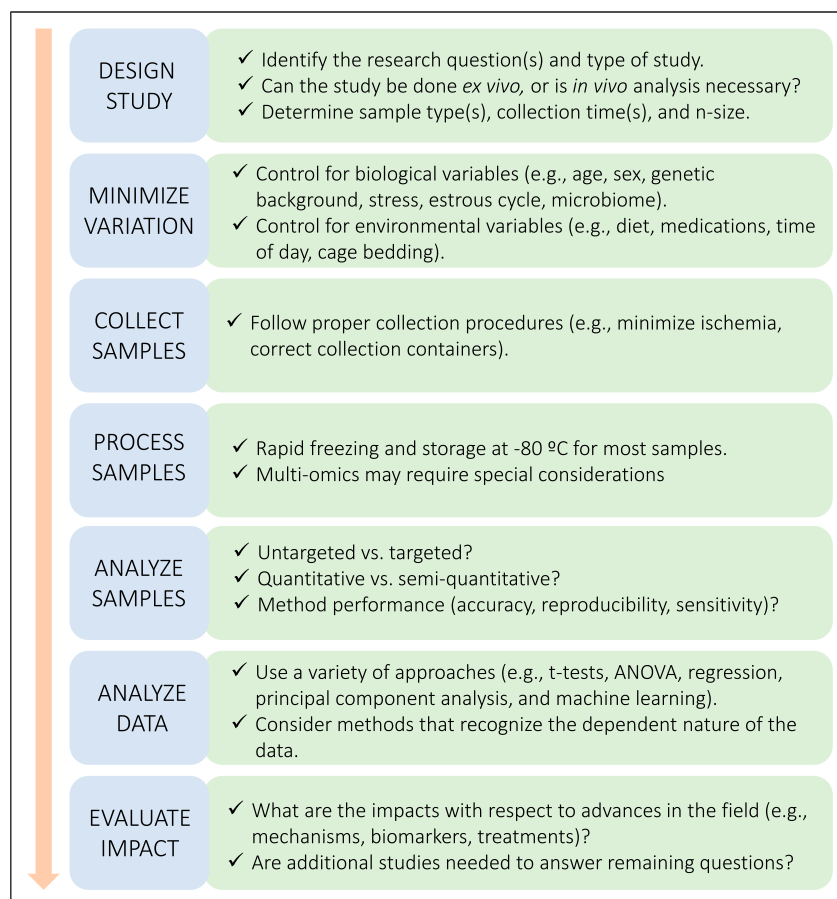 DESIGN
STUDY
✓ Identify the research question(s) and type of study.
✓ Can the study be done ex vivo, or is in vivo analysis necessary?
✓ Determine sample type(s), collection time(s), and n-size.
MINIMIZE
VARIATION
✓ Control for biological variables (e.g., age, sex, genetic
background, stress, estrous cycle, microbiome).
✓ Control for environmental variables (e.g., diet, medications, time
of day, cage bedding).
COLLECT
SAMPLES
✓ Follow proper collection procedures (e.g., minimize ischemia,
correct collection containers).
PROCESS
SAMPLES
✓ Rapid freezing and storage at -80 ºC for most samples.
✓ Multi-omics may require special considerations
ANALYZE
SAMPLES
✓ Untargeted vs. targeted?
✓ Quantitative vs. semi-quantitative?
✓ Method performance (accuracy, reproducibility, sensitivity)?
ANALYZE
DATA
✓ Use a variety of approaches (e.g., t-tests, ANOVA, regression,
principal component analysis, and machine learning).
✓ Consider methods that recognize the dependent nature of the
data.
EVALUATE
IMPACT
✓ What are the impacts with respect to advances in the field (e.g.,
mechanisms, biomarkers, treatments)?
✓ Are additional studies needed to answer remaining questions?